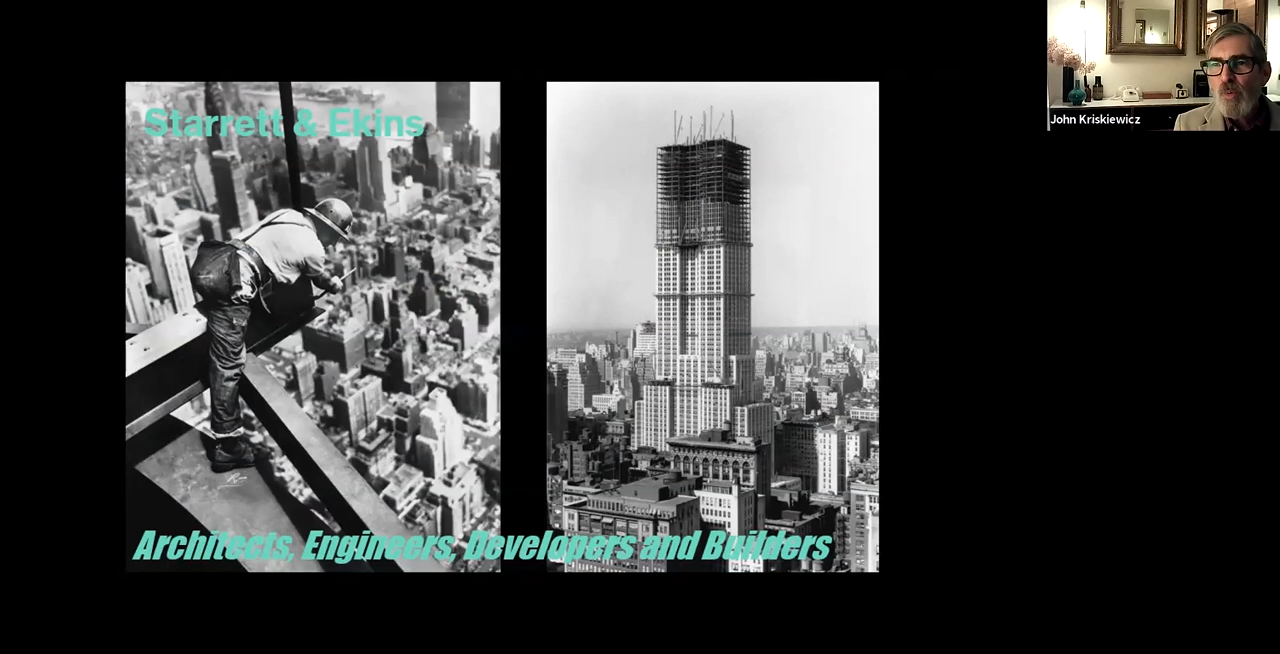 Starrett & Ekins
Architects, Engineers, Developers and Builders
John Kriskiewicz